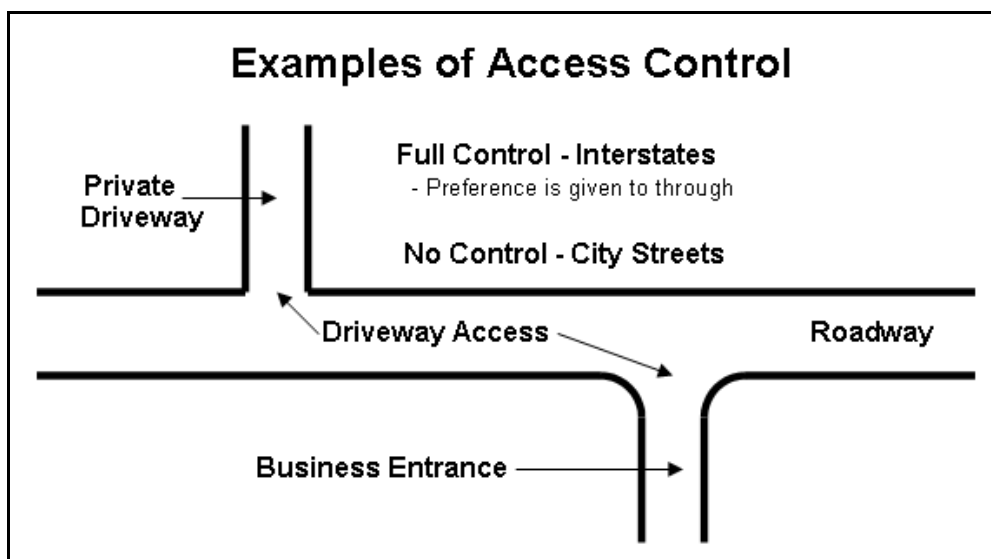 Examples of Access Control
Full Control - Interstates
- Preference is given to through
Private
Driveway
No Control - City Streets
Driveway Access
Roadway
Business Entrance